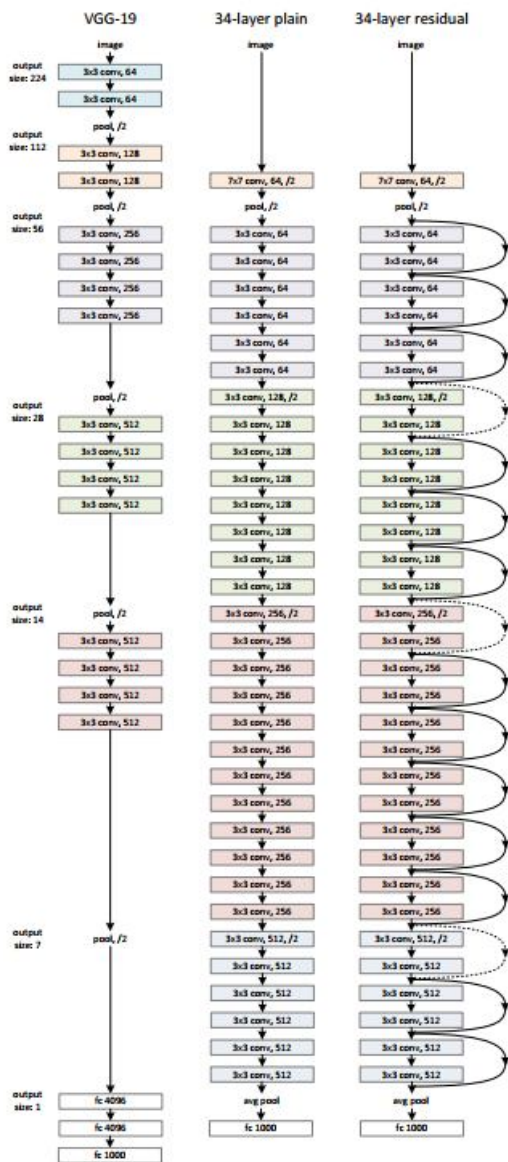 output
size: 224
output
size: 112
output
size: 56
output
size: 28
output
size: 14
output
size: 7
output
size: 1
VGG-19
image
3x3 conv, 64
3x3 conv, 64
pool, /2
3x3 conv, 128
3x3 conv, 128
pool, /2
3x3 conv, 256
3x3 conv, 256
3x3 conv, 256
3x3 conv, 256
pool, /2
3x3 conv, 512
3x3 conv, 512
3x3 conv, 512
3x3 conv, 512
pool, /2
3x3 conv, 512
3x3 conv, 512
3x3 conv, 512
3x3 conv, 512
pool, /2
fc 4096
fc 4096
fc 1000
34-layer plain
image
7x7 conv, 64, /2
pool, /2
3x3 conv, 64
3x3 conv, 64
3x3 conv, 64
3x3 conv, 64
3x3 conv, 64
3x3 conv, 64
3x3 conv, 128, /2
3x3 conv, 128
3x3 conv, 128
3x3 conv, 128
3x3 conv, 128
3x3 conv, 128
3x3 conv, 128
3x3 conv, 128
3x3 conv, 256, /2
3x3 conv, 256
3x3 conv, 256
3x3 conv, 256
3x3 conv, 256
3x3 conv, 256
3x3 conv, 256
3x3 conv, 256
3x3 conv, 256
3x3 conv, 256
3x3 conv, 256
3x3 conv, 256
3x3 conv, 512, /2
3x3 conv, 512
3x3 conv, 512
3x3 conv, 512
3x3 conv, 512
3x3 conv, 512
avg pool
fc 1000
34-layer residual
image
7x7 conv, 64, /2
pool, /2
3x3 conv, 64
3x3 conv, 64
3x3 conv, 64
3x3 conv, 64
3x3 conv, 64
3x3 conv, 64
3x3 conv, 128, /2
3x3 conv, 128
3x3 conv, 128
3x3 conv, 128
3x3 conv, 128
3x3 conv, 128
3x3 conv, 128
3x3 conv, 128
3x3 conv, 256, /2
3x3 conv, 256
3x3 conv, 256
3x3 conv, 256
3x3 conv, 256
3x3 conv, 256
3x3 conv, 256
3x3 conv, 256
3x3 conv, 256
3x3 conv, 256
3x3 conv, 256
3x3 conv, 256
3x3 conv, 512, /2
3x3 conv, 512
3x3 conv, 512
3x3 conv, 512
3x3 conv, 512
3x3 conv, 512
avg pool
fc 1000